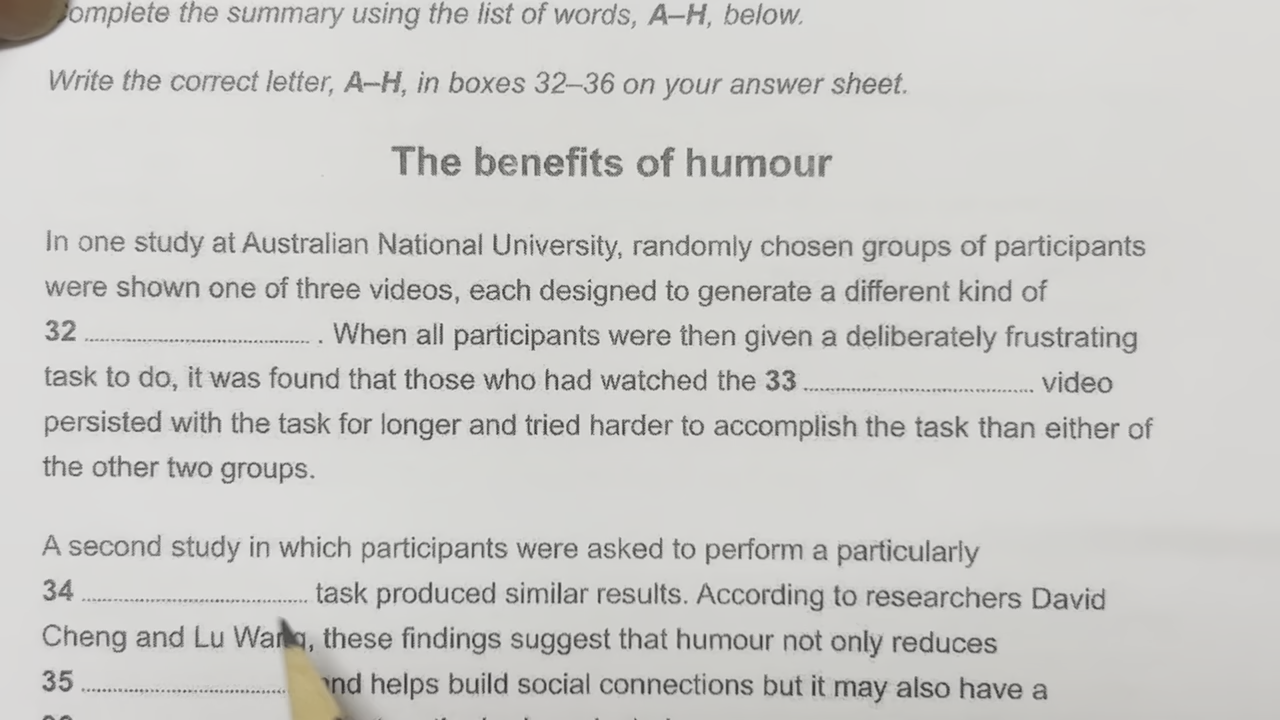 omplete the summary using the list of words, A–H, below.
Write the correct letter, A–H, in boxes 32–36 on your answer sheet.
The benefits of humour
In one study at Australian National University, randomly chosen groups of participants
were shown one of three videos, each designed to generate a different kind of
32 ........................................ . When all participants were then given a deliberately frustrating
task to do, it was found that those who had watched the 33 ........................................ video
persisted with the task for longer and tried harder to accomplish the task than either of
the other two groups.
A second study in which participants were asked to perform a particularly
34 ........................................ task produced similar results. According to researchers David
Cheng and Lu Wang, these findings suggest that humour not only reduces
35 .................................... and helps build social connections but it may also have a